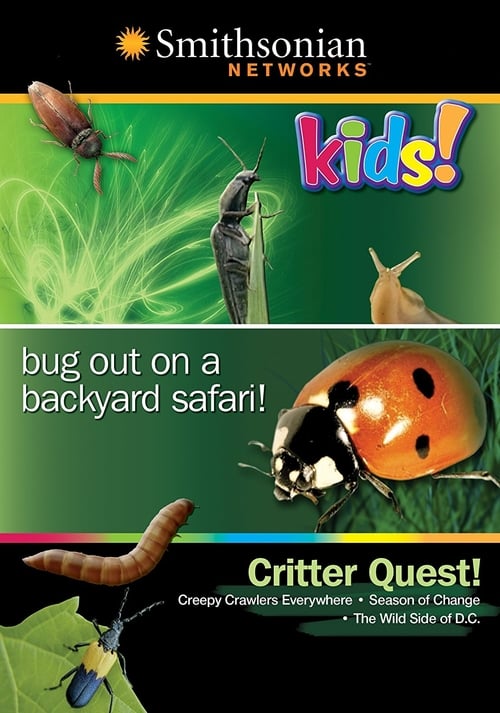 Smithsonian
NETWORKS™
kids!
bug out on a
backyard safari!
Critter Quest!
Creepy Crawlers Everywhere • Season of Change
• The Wild Side of D.C.